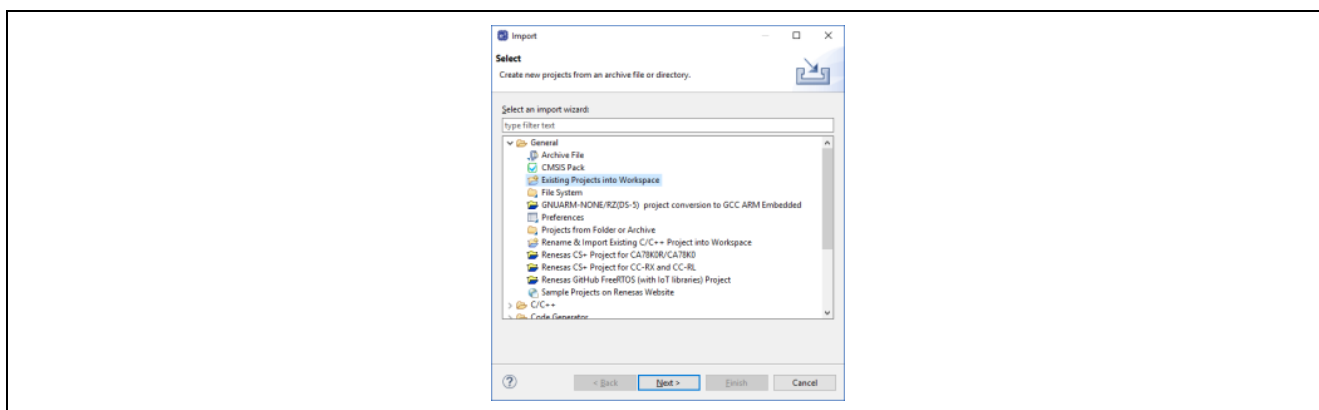 Import
Select
Create new projects from an archive file or directory.
Select an import wizard:
type filter text
General
Archive File
CMSIS Pack
Existing Projects into Workspace
File System
GNUARM-NONE/RZ(DS-5) project conversion to GCC ARM Embedded
Preferences
Projects from Folder or Archive
Rename & Import Existing C/C++ Project into Workspace
Renesas CS+ Project for CA78K0R/CA78K0
Renesas CS+ Project for CC-RX and CC-RL
Renesas GitHub FreeRTOS (with IoT libraries) Project
Sample Projects on Renesas Website
C/C++
Code Generator
? < Back Next > Finish Cancel